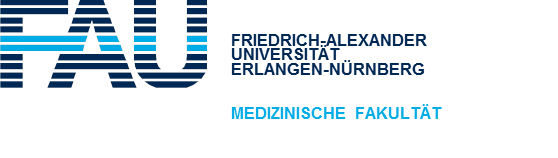 FAU
FRIEDRICH-ALEXANDER
UNIVERSITÄT
ERLANGEN-NÜRNBERG
MEDIZINISCHE FAKULTÄT